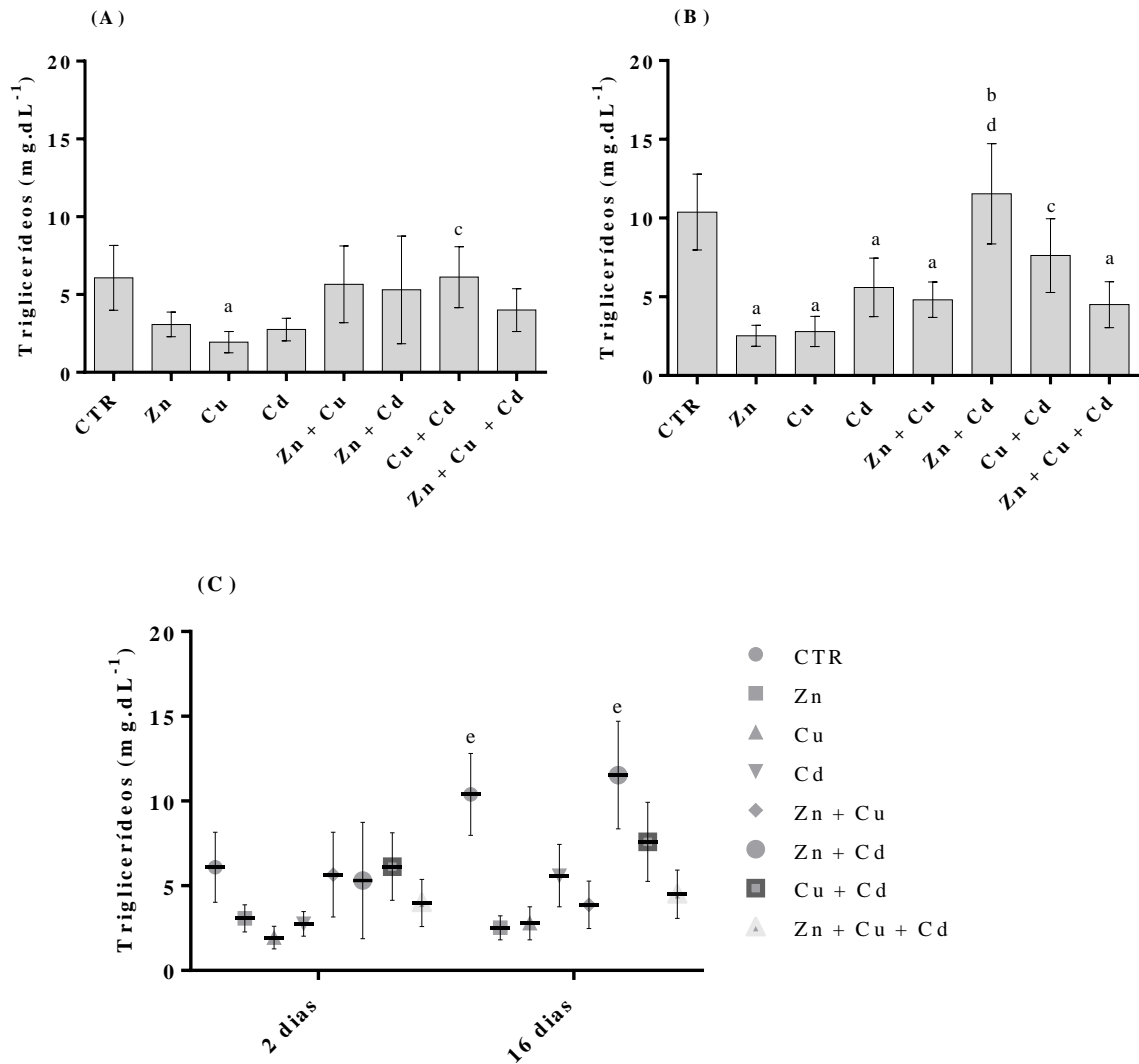 (A)
Triglicerídeos (mg.dL⁻¹)
20
15
10
5
0
a
c
CTR
Zn
Cu
Cd
Zn + Cu
Zn + Cd
Cu + Cd
Zn + Cu + Cd
(B)
Triglicerídeos (mg.dL⁻¹)
20
15
10
5
0
a
a
a
a
b
d
c
a
CTR
Zn
Cu
Cd
Zn + Cu
Zn + Cd
Cu + Cd
Zn + Cu + Cd
(C)
Triglicerídeos (mg.dL⁻¹)
20
15
10
5
0
e
e
2 dias
16 dias
CTR
Zn
Cu
Cd
Zn + Cu
Zn + Cd
Cu + Cd
Zn + Cu + Cd